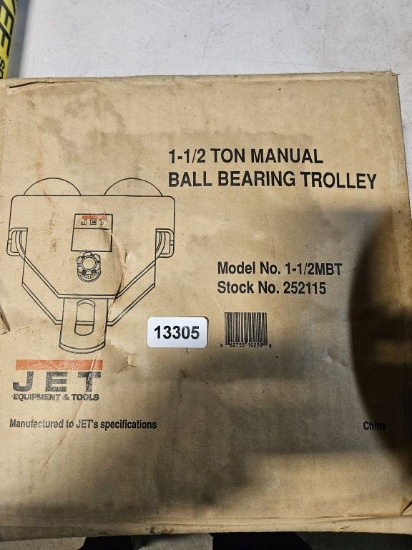 1-1/2 TON MANUAL
BALL BEARING TROLLEY
JET
Model No. 1-1/2MBT
Stock No. 252115
13305
JET
EQUIPMENT & TOOLS
Manufactured to JET's specifications
China